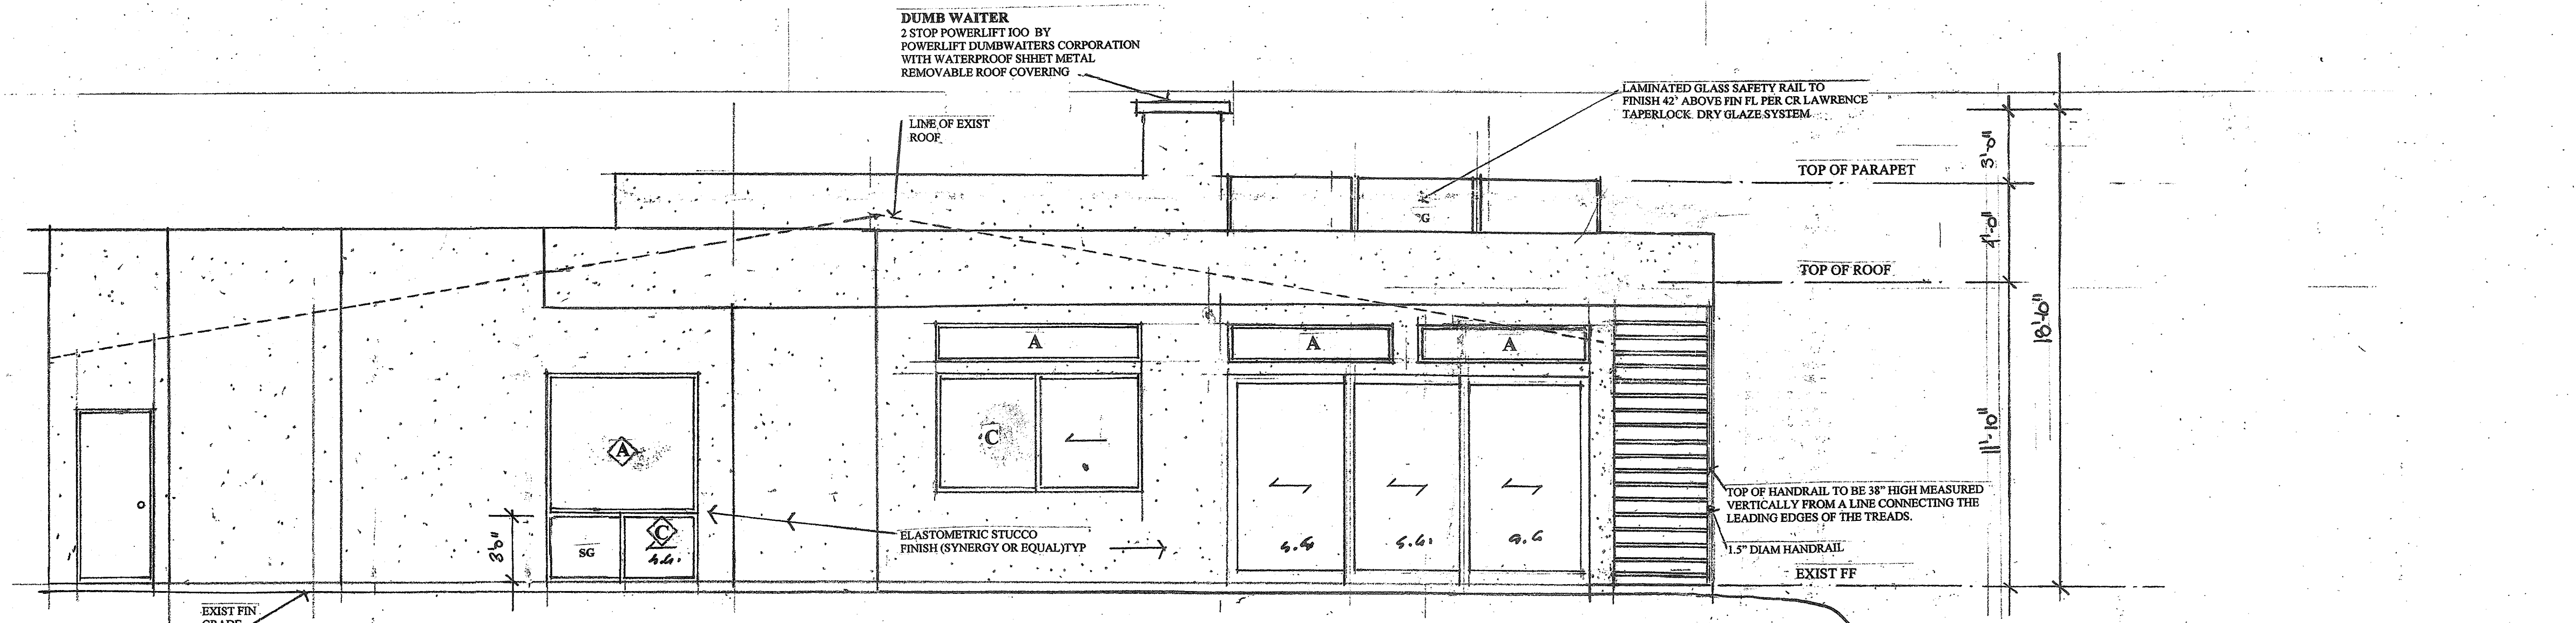 DUMB WAITER
2 STOP POWERLIFT IOO BY
POWERLIFT DUMBWAITERS CORPORATION
WITH WATERPROOF SHHET METAL
REMOVABLE ROOF COVERING
LINE OF EXIST
ROOF
LAMINATED GLASS SAFETY RAIL TO
FINISH 42' ABOVE FIN FL PER CR LAWRENCE
TAPERLOCK DRY GLAZE SYSTEM
3'-0"
TOP OF PARAPET
4'-0"
TOP OF ROOF
18'-10"
11'-10"
A
A
A
A
C
SG
C
S.G.
S.G
S.G.
S.G
ELASTOMETRIC STUCCO
FINISH (SYNERGY OR EQUAL)TYP
TOP OF HANDRAIL TO BE 38" HIGH MEASURED
VERTICALLY FROM A LINE CONNECTING THE
LEADING EDGES OF THE TREADS.
1.5" DIAM HANDRAIL
EXIST FF
EXIST FIN
GRADE